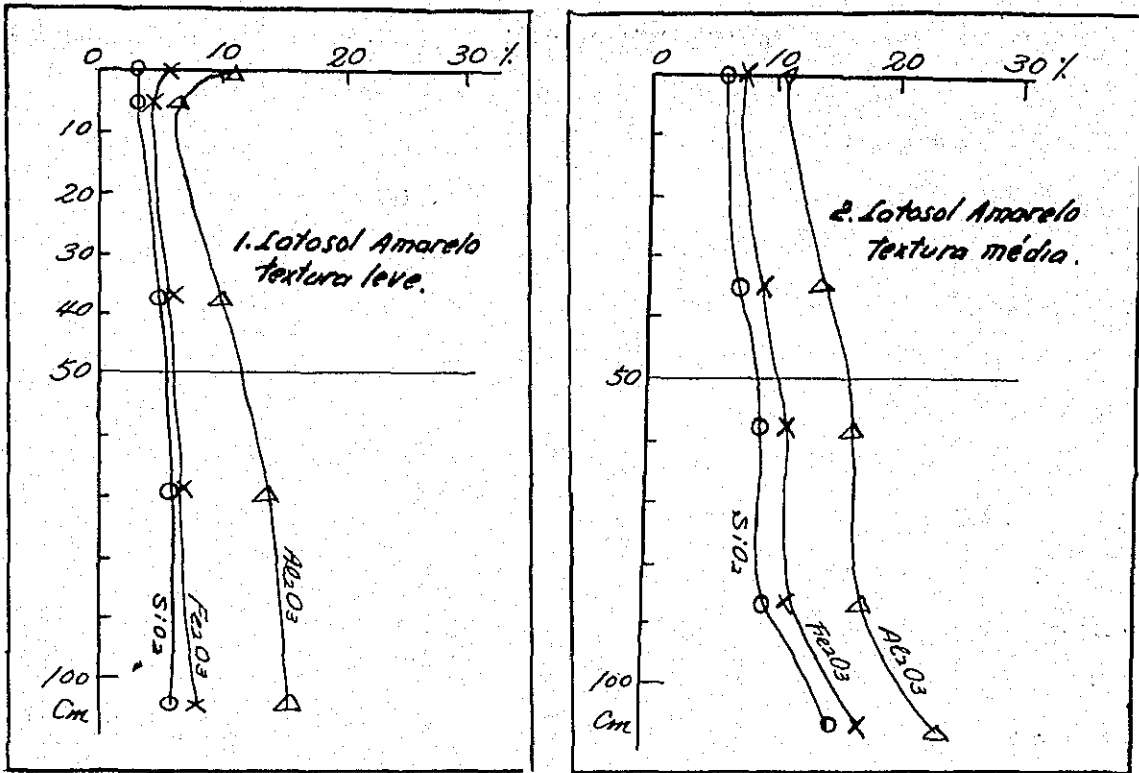 0 10 20 30 %
10
20
30
40
50
100
Cm
1. Latosol Amarelo
textura leve.
SiO2
Fe2O3
Al2O3
0 10 20 30 %
50
100
Cm
2. Latosol Amarelo
textura média.
SiO2
Fe2O3
Al2O3